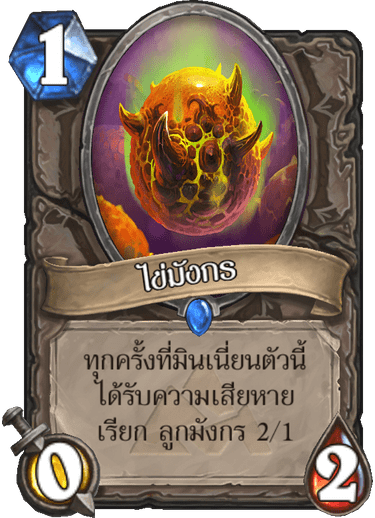 1
ไข่มังกร
ทุกครั้งที่มินเนี่ยนตัวนี้
ได้รับความเสียหาย
เรียก ลูกมังกร 2/1
0
2